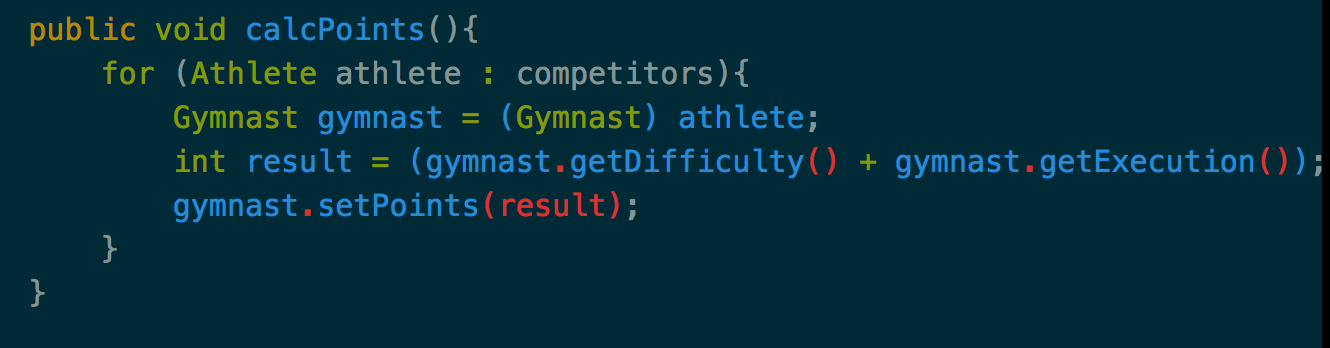 public void calcPoints(){
for (Athlete athlete : competitors){
Gymnast gymnast = (Gymnast) athlete;
int result = (gymnast.getDifficulty() + gymnast.getExecution());
gymnast.setPoints(result);
}
}